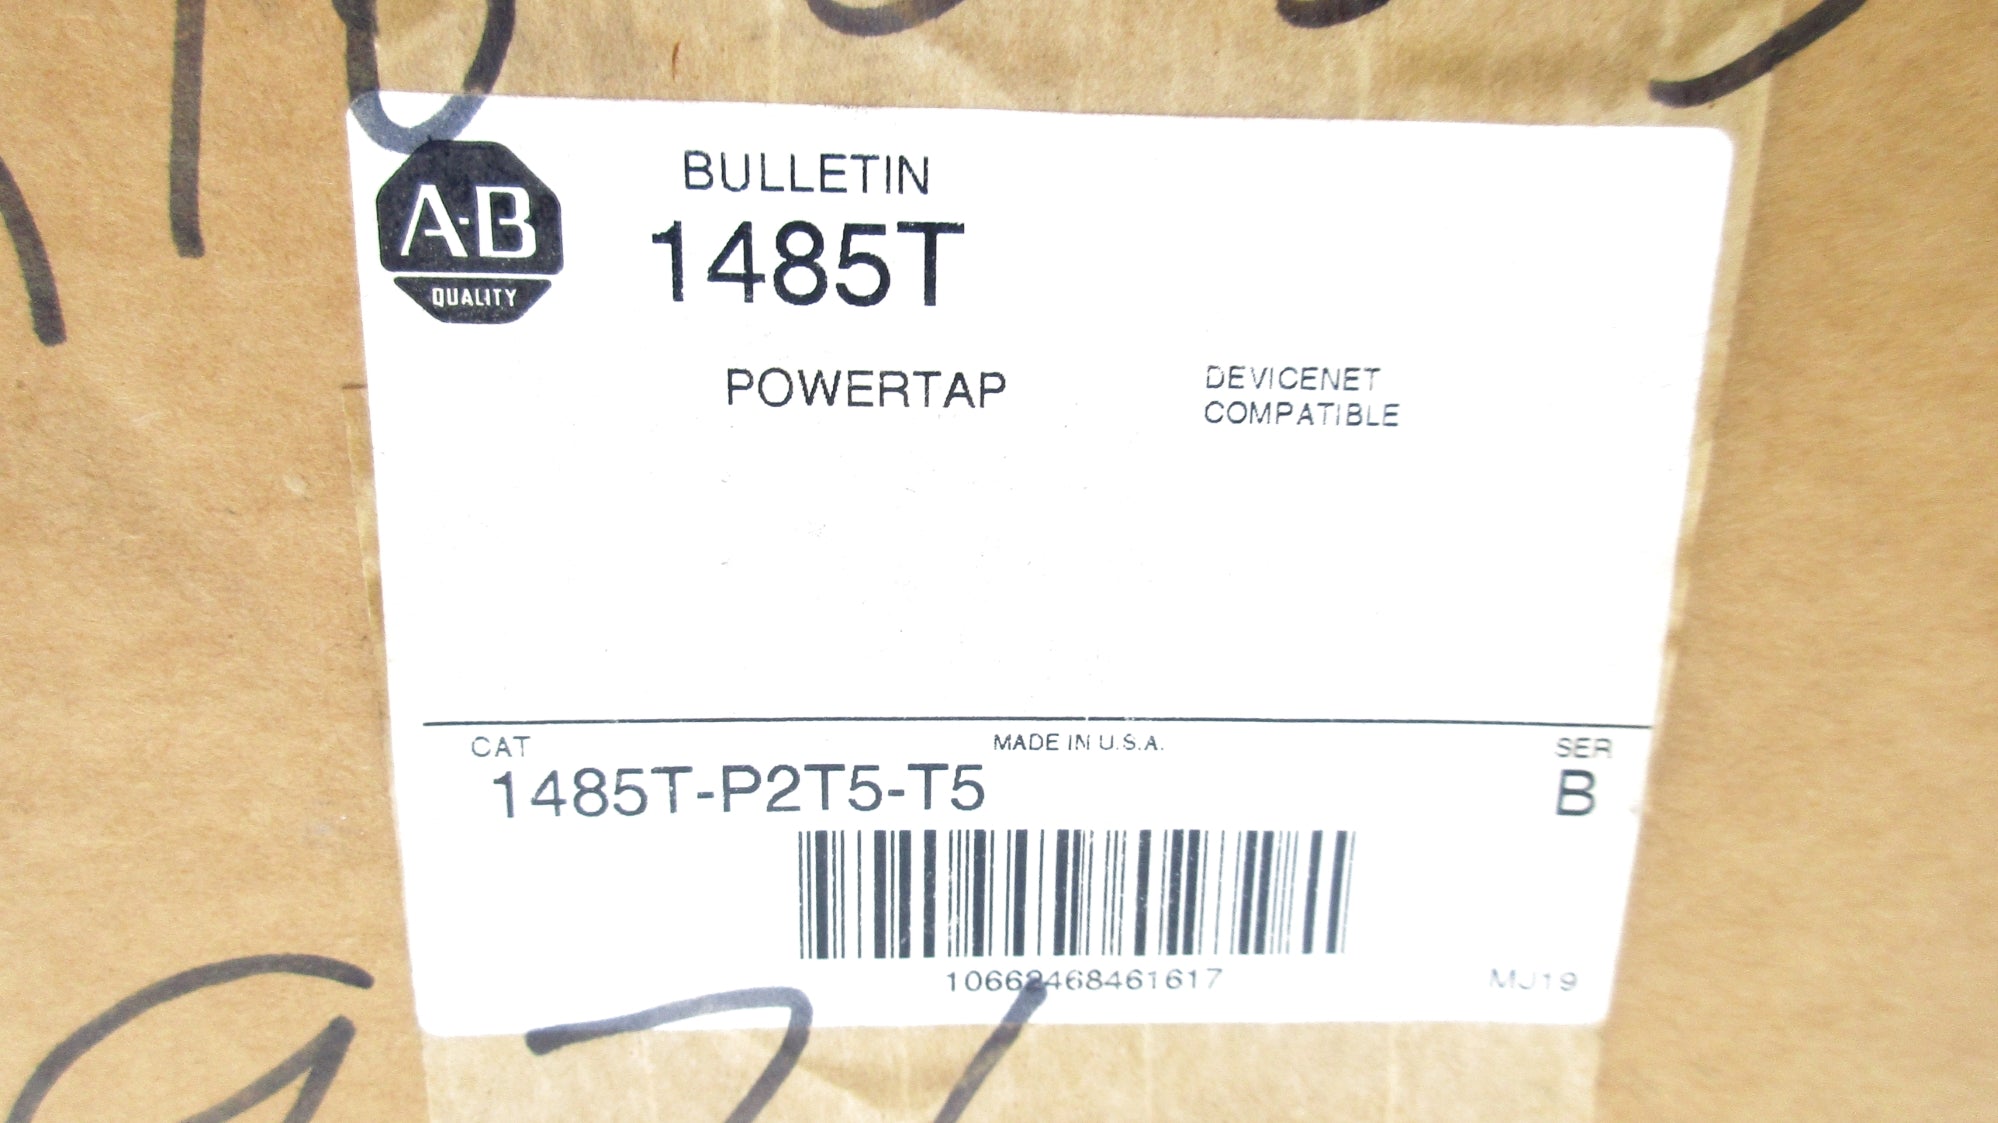 A-B
QUALITY
BULLETIN
1485T
POWERTAP
DEVICENET
COMPATIBLE
CAT
MADE IN U.S.A.
SER
1485T-P2T5-T5
B
10662468461617
MJ19